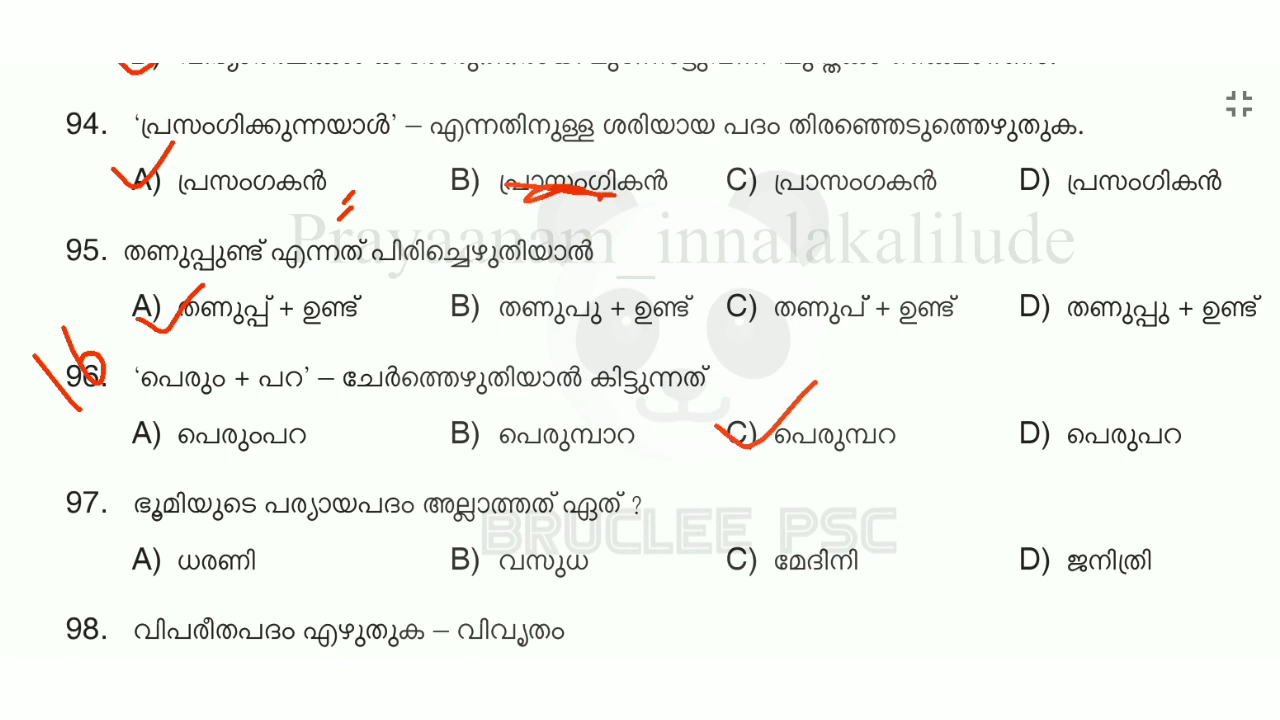 94. ‘പ്രസംഗിക്കുന്നയാൾ’ – എന്നതിനുള്ള ശരിയായ പദം തിരഞ്ഞെടുത്തെഴുതുക.
A) പ്രസംഗകൻ B) പ്രാസംഗികൻ C) പ്രാസംഗകൻ D) പ്രസംഗികൻ
Prayaanam_innalakalilude
95. തണുപ്പുണ്ട് എന്നത് പിരിച്ചെഴുതിയാൽ
A) തണുപ്പ് + ഉണ്ട് B) തണുപു + ഉണ്ട് C) തണുപ് + ഉണ്ട് D) തണുപ്പു + ഉണ്ട്
16
96. ‘പെരും + പറ’ – ചേർത്തെഴുതിയാൽ കിട്ടുന്നത്
A) പെരുംപറ B) പെരുമ്പാറ C) പെരുമ്പറ D) പെരുപറ
97. ഭൂമിയുടെ പര്യായപദം അല്ലാത്തത് ഏത് ?
BRUCLEE PSC
A) ധരണി B) വസുധ C) മേദിനി D) ജനിത്രി
98. വിപരീതപദം എഴുതുക – വിവൃതം